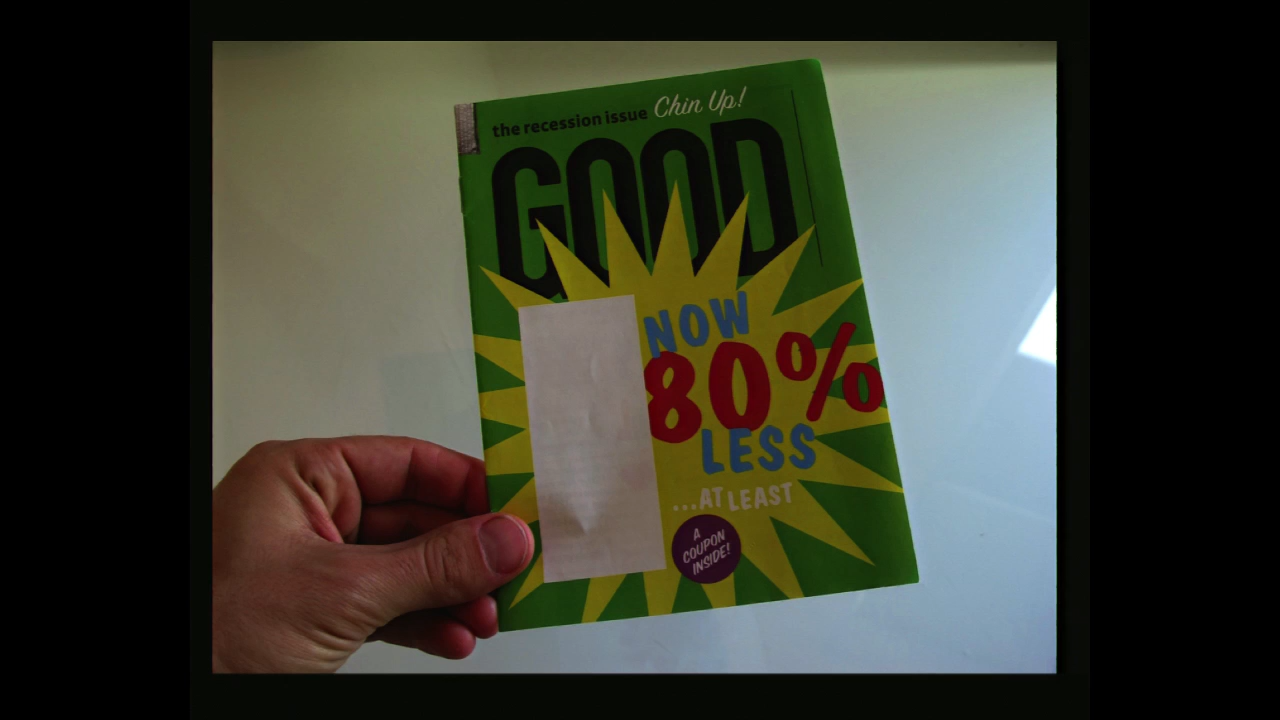 the recession issue Chin Up!
GOOD
NOW
80%
LESS
...AT LEAST
A
COUPON
INSIDE!